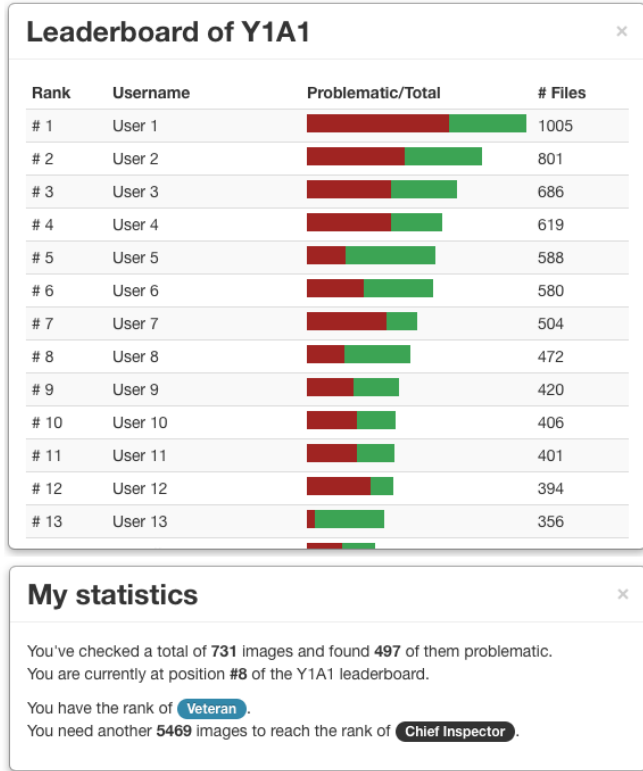 Leaderboard of Y1A1 ×
Rank Username Problematic/Total # Files
# 1 User 1 1005
# 2 User 2 801
# 3 User 3 686
# 4 User 4 619
# 5 User 5 588
# 6 User 6 580
# 7 User 7 504
# 8 User 8 472
# 9 User 9 420
# 10 User 10 406
# 11 User 11 401
# 12 User 12 394
# 13 User 13 356
My statistics ×
You've checked a total of 731 images and found 497 of them problematic.
You are currently at position #8 of the Y1A1 leaderboard.
You have the rank of Veteran.
You need another 5469 images to reach the rank of Chief Inspector.